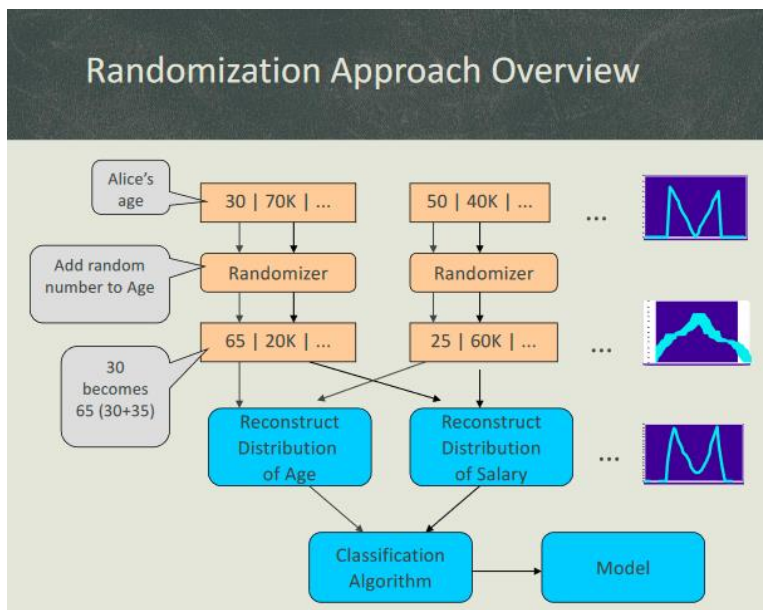 Randomization Approach Overview
Alice's
age
30 | 70K | ...
50 | 40K | ...
...
Add random
number to Age
Randomizer
Randomizer
30
becomes
65 (30+35)
65 | 20K | ...
25 | 60K | ...
...
Reconstruct
Distribution
of Age
Reconstruct
Distribution
of Salary
...
Classification
Algorithm
Model